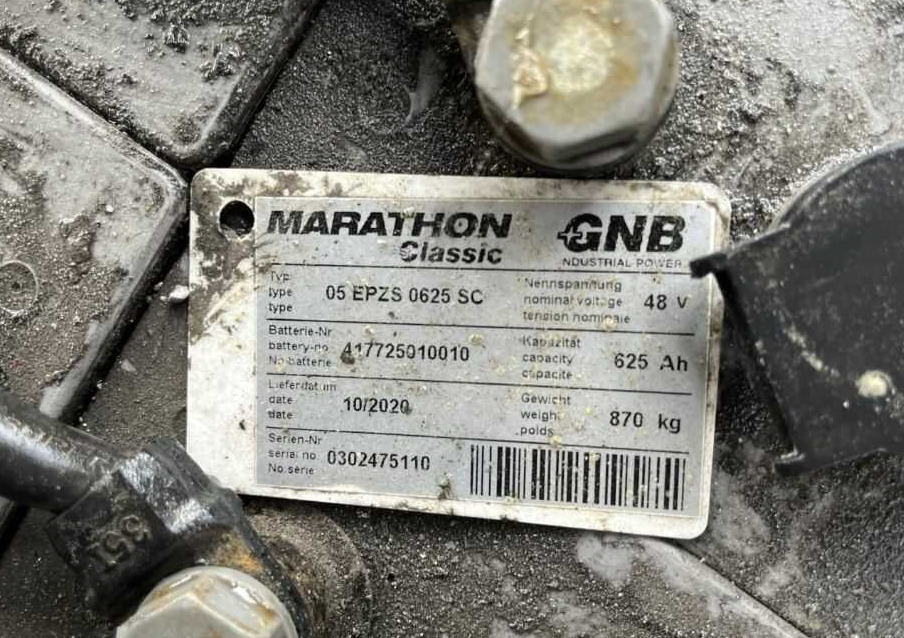 MARATHON
Classic
GNB
INDUSTRIAL POWER
Typ
type 05 EPZS 0625 SC
type
Nennspannung
nominal voltage 48 V
tension nominale
Batterie-Nr
battery-no 417725010010
No batterie
Kapazität
capacity 625 Ah
capacite
Lieferdatum
date 10/2020
date
Gewicht
weight 870 kg
poids
Serien-Nr
serial no 0302475110
No.serie